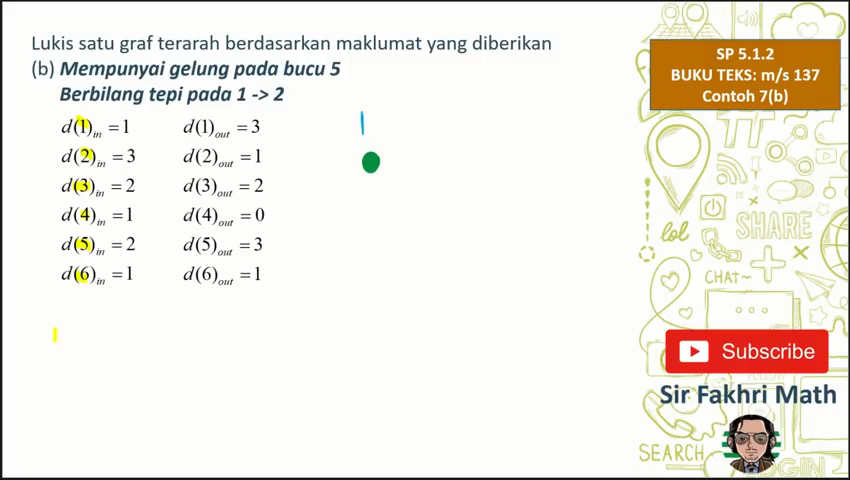 Lukis satu graf terarah berdasarkan maklumat yang diberikan
(b) Mempunyai gelung pada bucu 5
Berbilang tepi pada 1 -> 2
d(1)in = 1 d(1)out = 3
d(2)in = 3 d(2)out = 1
d(3)in = 2 d(3)out = 2
d(4)in = 1 d(4)out = 0
d(5)in = 2 d(5)out = 3
d(6)in = 1 d(6)out = 1
SP 5.1.2
BUKU TEKS: m/s 137
Contoh 7(b)
lol
SHARE
CHAT~
Subscribe
Sir Fakhri Math
SEARCH